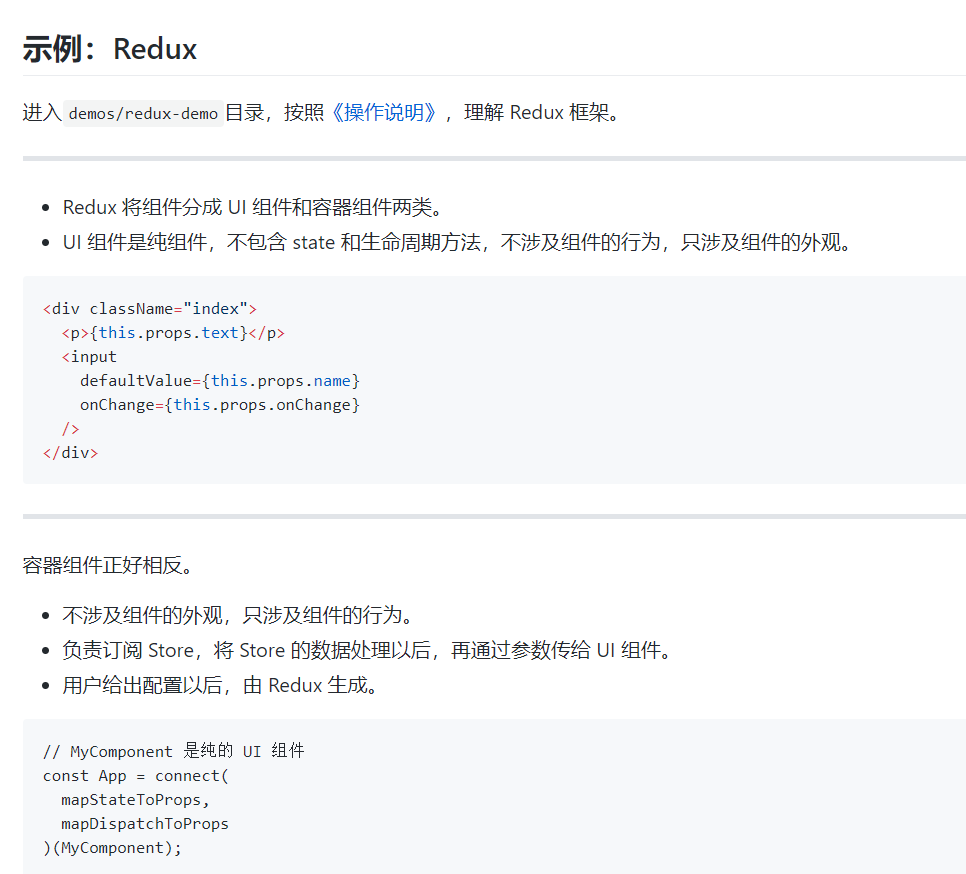 示例：Redux
进入 demos/redux-demo 目录，按照《操作说明》，理解 Redux 框架。
Redux 将组件分成 UI 组件和容器组件两类。
UI 组件是纯组件，不包含 state 和生命周期方法，不涉及组件的行为，只涉及组件的外观。
<div className="index">
  <p>{this.props.text}</p>
  <input
    defaultValue={this.props.name}
    onChange={this.props.onChange}
  />
</div>
容器组件正好相反。
不涉及组件的外观，只涉及组件的行为。
负责订阅 Store，将 Store 的数据处理以后，再通过参数传给 UI 组件。
用户给出配置以后，由 Redux 生成。
// MyComponent 是纯的 UI 组件
const App = connect(
  mapStateToProps,
  mapDispatchToProps
)(MyComponent);